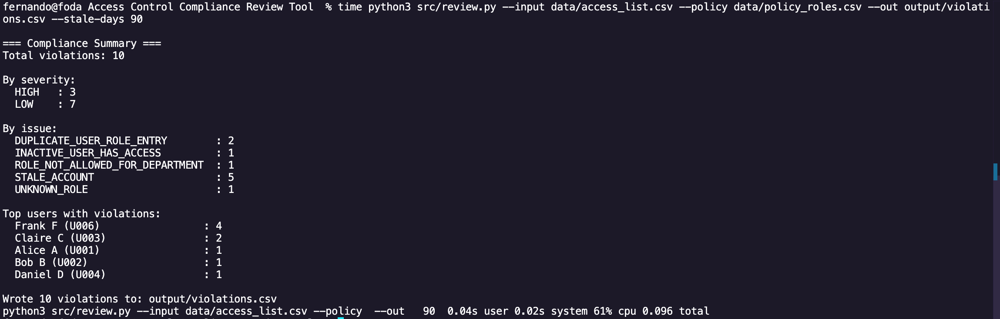 fernando@foda Access Control Compliance Review Tool  % time python3 src/review.py --input data/access_list.csv --policy data/policy_roles.csv --out output/violati
ons.csv --stale-days 90
=== Compliance Summary ===
Total violations: 10
By severity:
  HIGH   : 3
  LOW    : 7
By issue:
  DUPLICATE_USER_ROLE_ENTRY        : 2
  INACTIVE_USER_HAS_ACCESS         : 1
  ROLE_NOT_ALLOWED_FOR_DEPARTMENT  : 1
  STALE_ACCOUNT                    : 5
  UNKNOWN_ROLE                     : 1
Top users with violations:
  Frank F (U006)                 : 4
  Claire C (U003)                : 2
  Alice A (U001)                 : 1
  Bob B (U002)                   : 1
  Daniel D (U004)                : 1
Wrote 10 violations to: output/violations.csv
python3 src/review.py --input data/access_list.csv --policy  --out   90  0.04s user 0.02s system 61% cpu 0.096 total